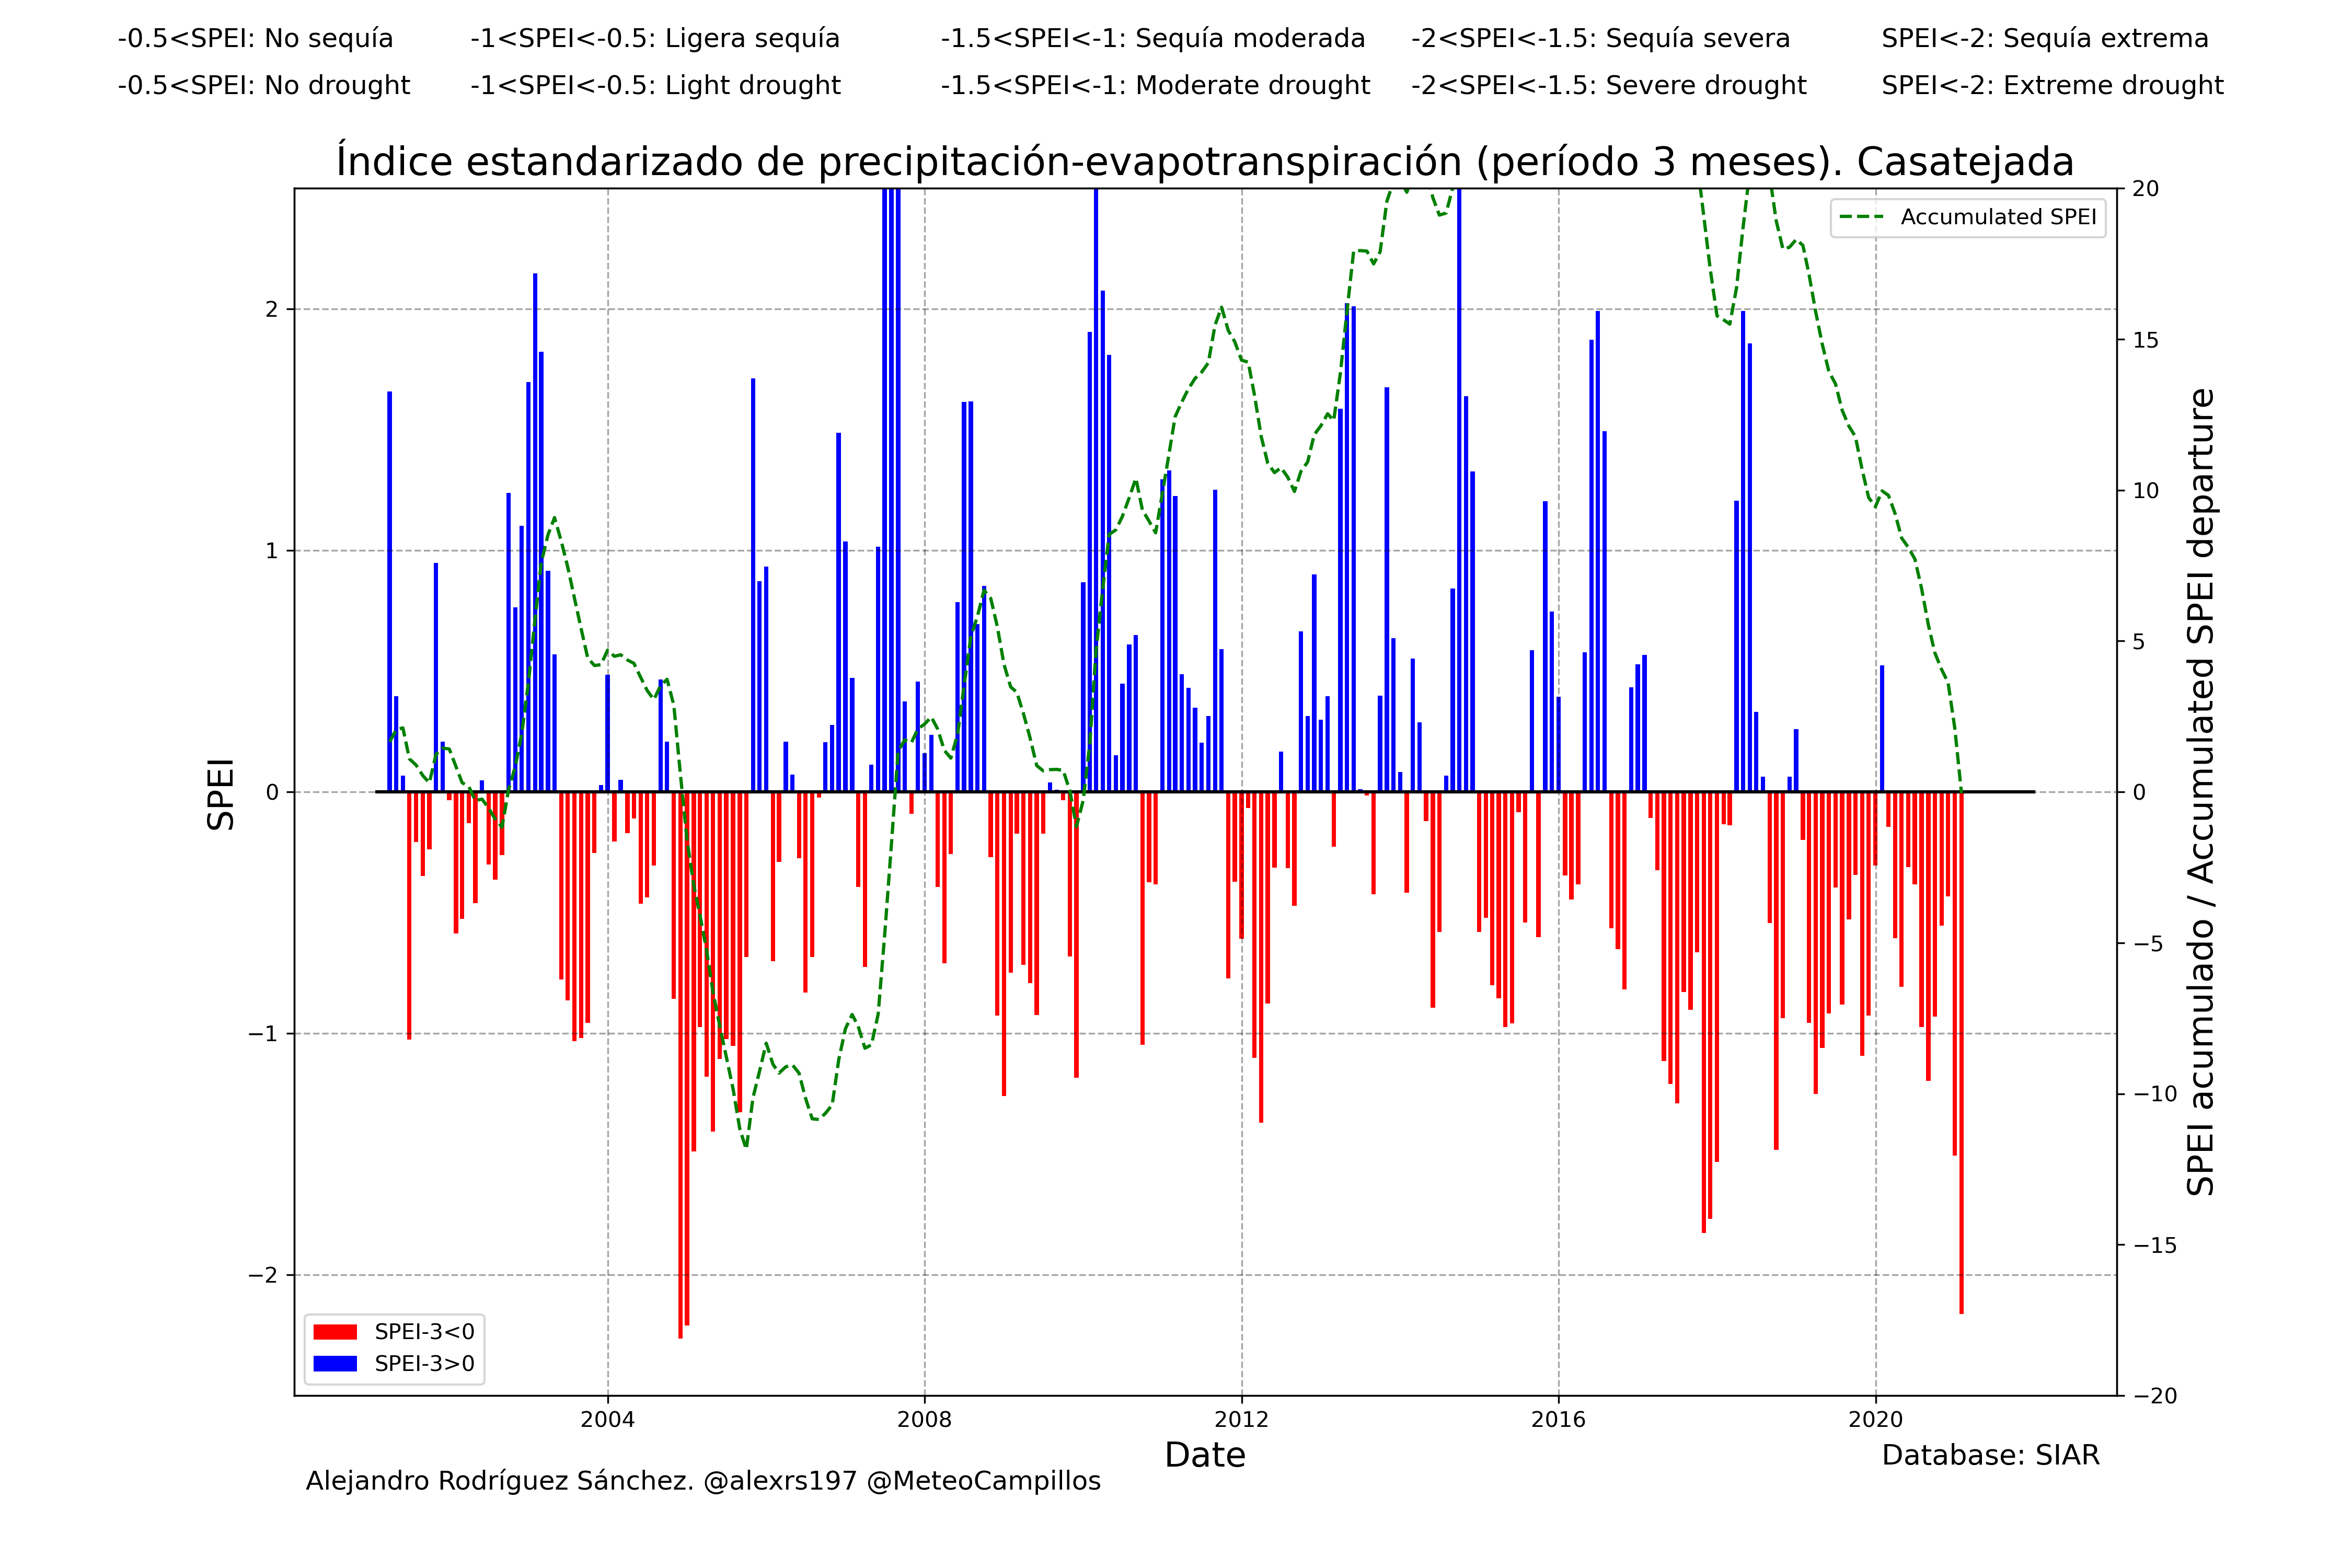 -0.5<SPEI: No sequía -1<SPEI<-0.5: Ligera sequía -1.5<SPEI<-1: Sequía moderada -2<SPEI<-1.5: Sequía severa SPEI<-2: Sequía extrema
-0.5<SPEI: No drought -1<SPEI<-0.5: Light drought -1.5<SPEI<-1: Moderate drought -2<SPEI<-1.5: Severe drought SPEI<-2: Extreme drought
Índice estandarizado de precipitación-evapotranspiración (período 3 meses). Casatejada
Accumulated SPEI
SPEI
2
1
0
−1
−2
20
15
10
5
0
−5
−10
−15
−20
SPEI acumulado / Accumulated SPEI departure
SPEI-3<0
SPEI-3>0
2004 2008 2012 2016 2020
Date
Database: SIAR
Alejandro Rodríguez Sánchez. @alexrs197 @MeteoCampillos